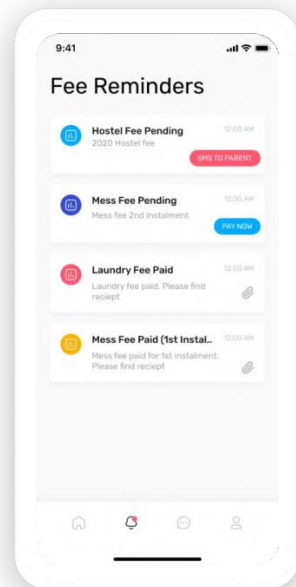 9:41
Fee Reminders
Hostel Fee Pending
12:00 AM
2020 Hostel fee
SMS TO PARENT
Mess Fee Pending
12:00 AM
Mess fee 2nd instalment
PAY NOW
Laundry Fee Paid
12:00 AM
Laundry fee paid. Please find
reciept
Mess Fee Paid (1st Instal..
12:00 AM
Mess fee paid for 1st instalment.
Please find reciept